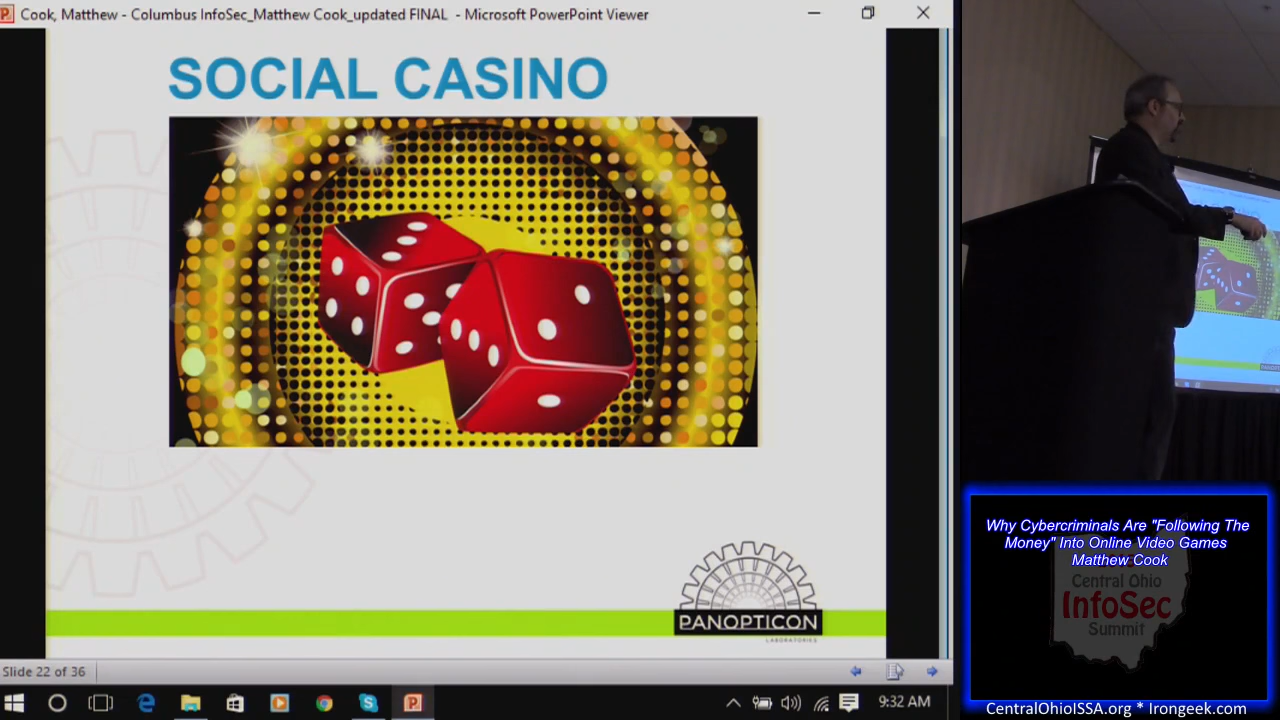 Cook, Matthew - Columbus InfoSec_Matthew Cook_updated FINAL - Microsoft PowerPoint Viewer
SOCIAL CASINO
PANOPTICON
LABORATORIES
Slide 22 of 36
9:32 AM
Why Cybercriminals Are "Following The
Money" Into Online Video Games
Matthew Cook
Central Ohio
InfoSec
Summit
CentralOhioISSA.org * Irongeek.com